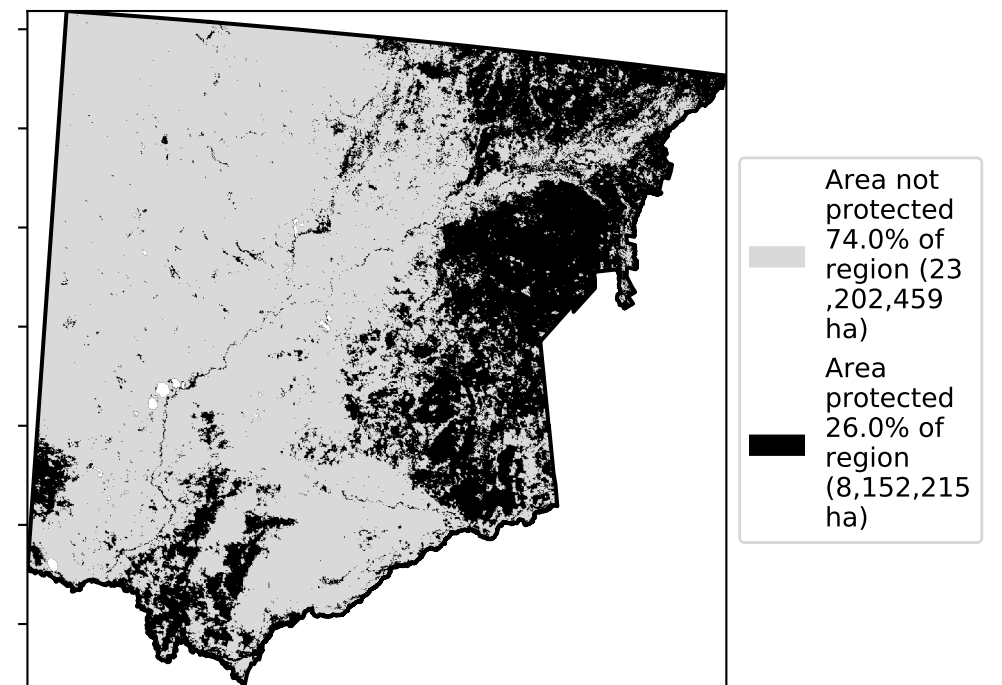 Area not
protected
74.0% of
region (23
,202,459
ha)
Area
protected
26.0% of
region
(8,152,215
ha)